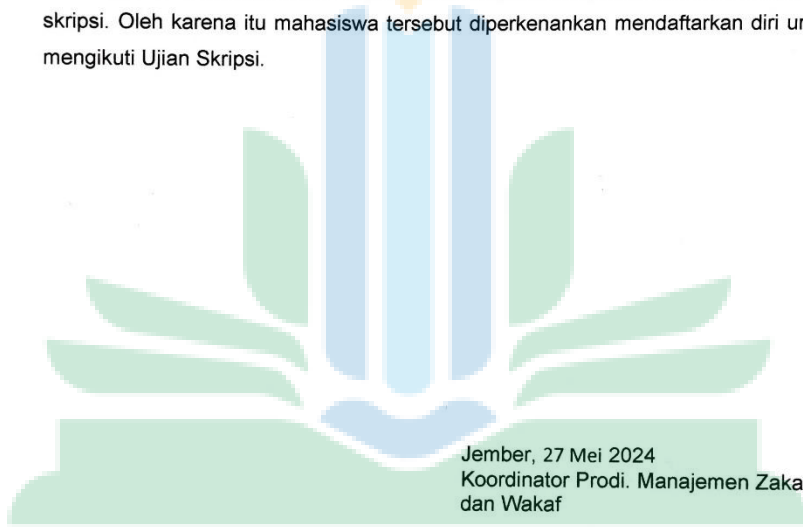 skripsi. Oleh karena itu mahasiswa tersebut diperkenankan mendaftarkan diri
mengikuti Ujian Skripsi.
Jember, 27 Mei 2024
Koordinator Prodi. Manajemen Zaka
dan Wakaf